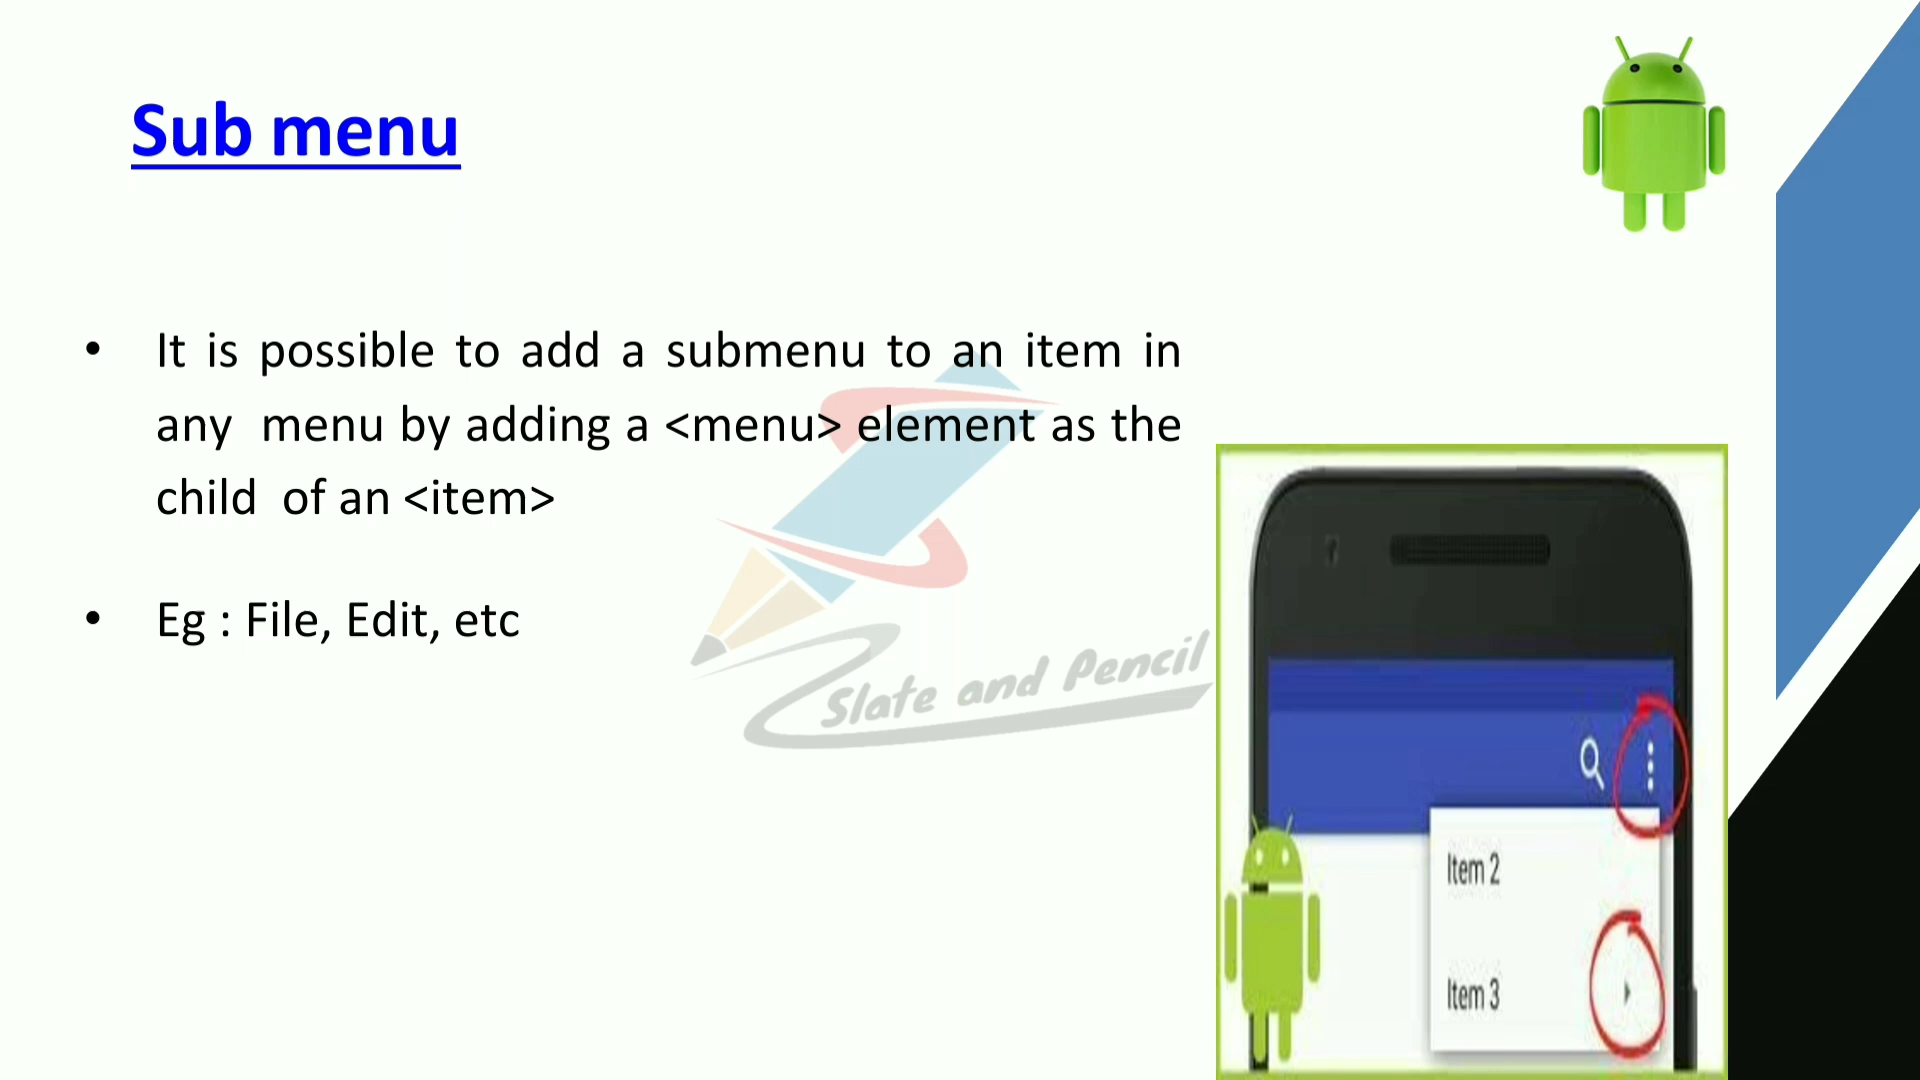 Sub menu
• It is possible to add a submenu to an item in
any menu by adding a <menu> element as the
child of an <item>
• Eg : File, Edit, etc
Slate and Pencil
Item 2
Item 3